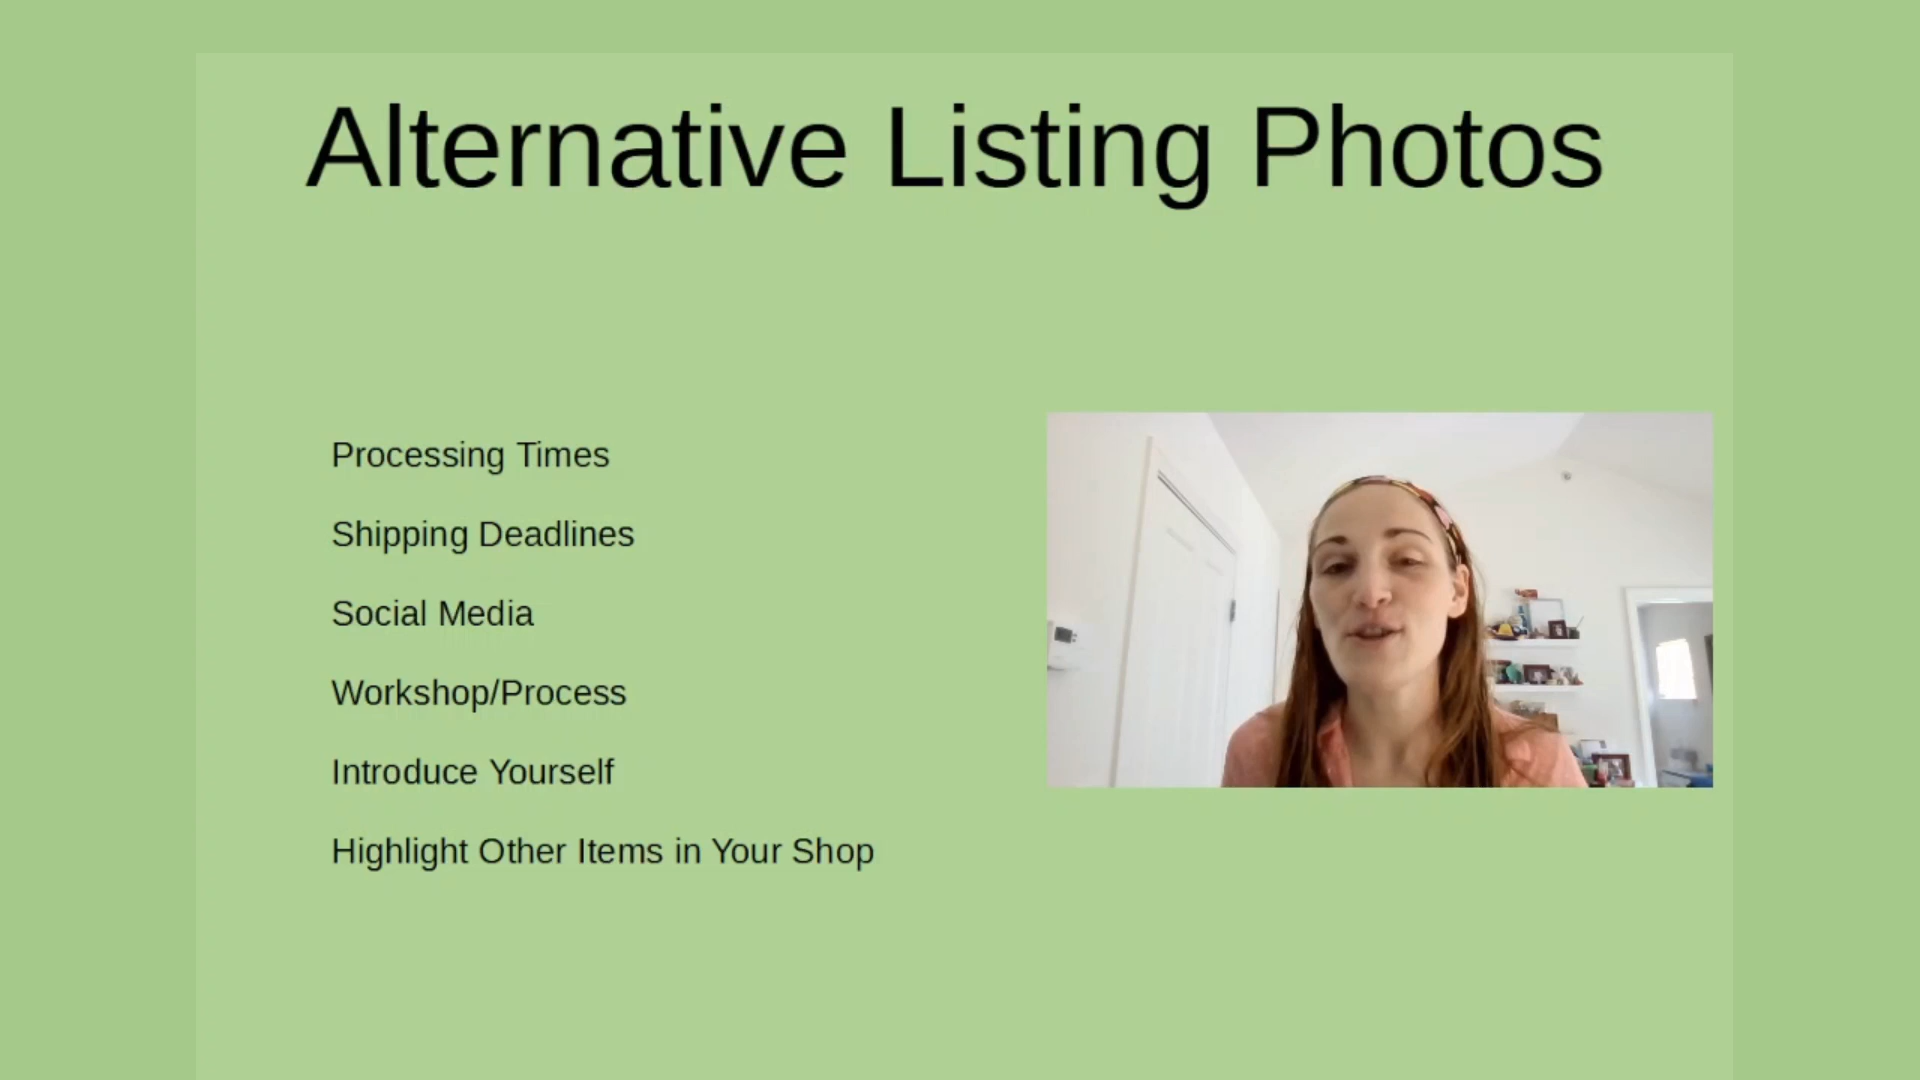 Alternative Listing Photos
Processing Times
Shipping Deadlines
Social Media
Workshop/Process
Introduce Yourself
Highlight Other Items in Your Shop